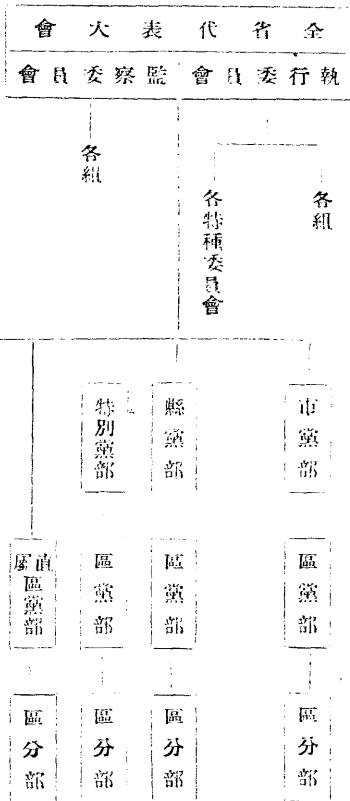 全省代表大會
執行委員會
監察委員會
各組
各特種委員會
各組
市黨部
縣黨部
特別黨部
區黨部
區黨部
區黨部
直屬區黨部
區分部
區分部
區分部
區分部